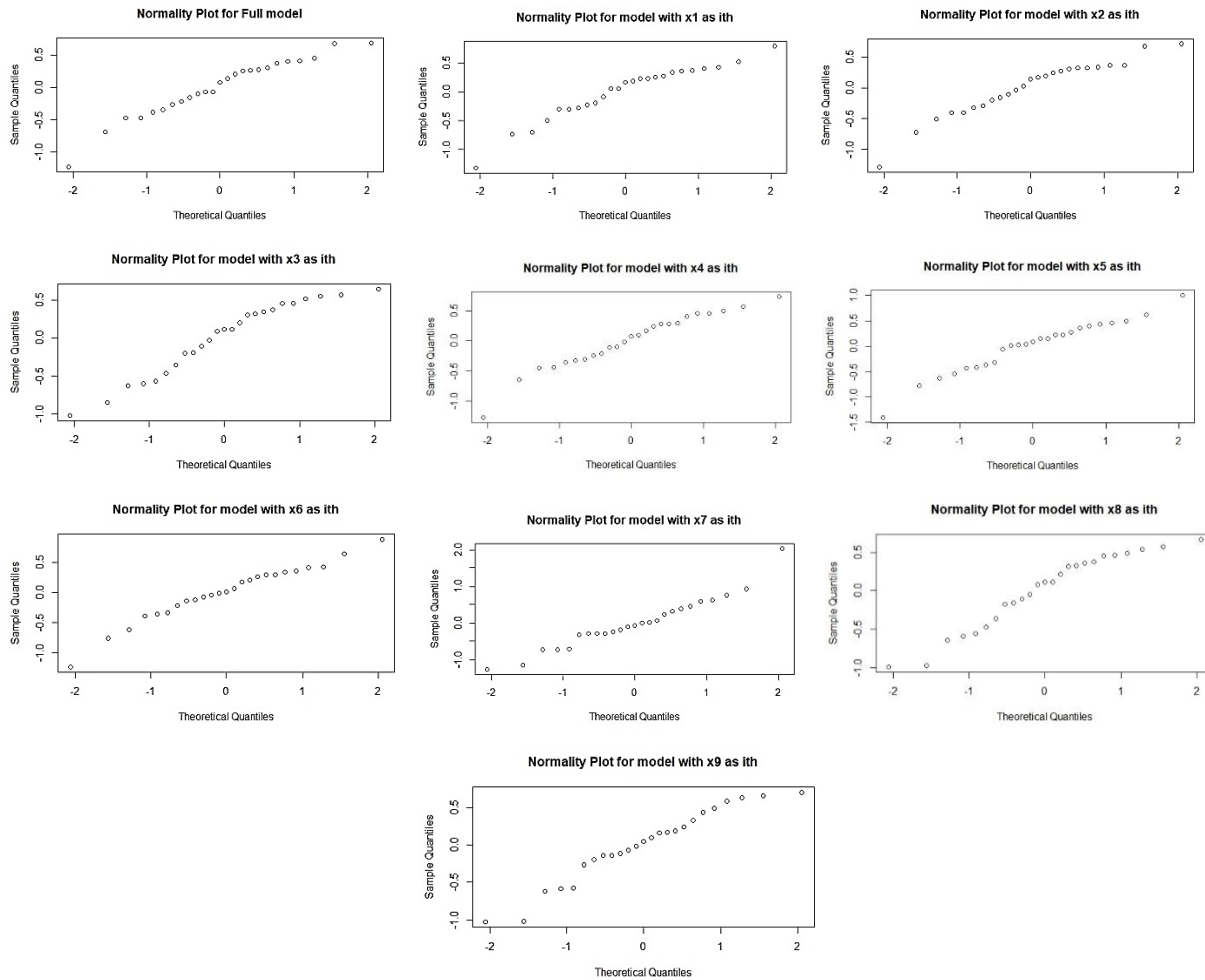 Normality Plot for Full model
Sample Quantiles
0.5
0.0
-1.0
-2
-1
0
1
2
Theoretical Quantiles
Normality Plot for model with x1 as ith
Sample Quantiles
0.5
0.0
-1.0
-2
-1
0
1
2
Theoretical Quantiles
Normality Plot for model with x2 as ith
Sample Quantiles
0.5
0.0
-1.0
-2
-1
0
1
2
Theoretical Quantiles
Normality Plot for model with x3 as ith
Sample Quantiles
0.5
0.0
-0.5
-1.0
-2
-1
0
1
2
Theoretical Quantiles
Normality Plot for model with x4 as ith
Sample Quantiles
0.5
0.0
-1.0
-2
-1
0
1
2
Theoretical Quantiles
Normality Plot for model with x5 as ith
Sample Quantiles
1.0
0.5
0.0
-1.0
-1.5
-2
-1
0
1
2
Theoretical Quantiles
Normality Plot for model with x6 as ith
Sample Quantiles
0.5
0.0
-1.0
-2
-1
0
1
2
Theoretical Quantiles
Normality Plot for model with x7 as ith
Sample Quantiles
2.0
1.0
0.0
-1.0
-2
-1
0
1
2
Theoretical Quantiles
Normality Plot for model with x8 as ith
Sample Quantiles
0.5
0.0
-0.5
-1.0
-2
-1
0
1
2
Theoretical Quantiles
Normality Plot for model with x9 as ith
Sample Quantiles
0.5
0.0
-0.5
-1.0
-2
-1
0
1
2
Theoretical Quantiles